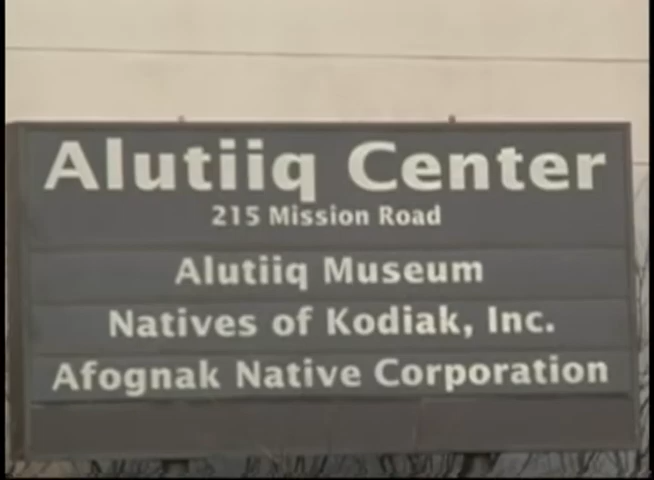 Alutiiq Center
215 Mission Road
Alutiiq Museum
Natives of Kodiak, Inc.
Afognak Native Corporation